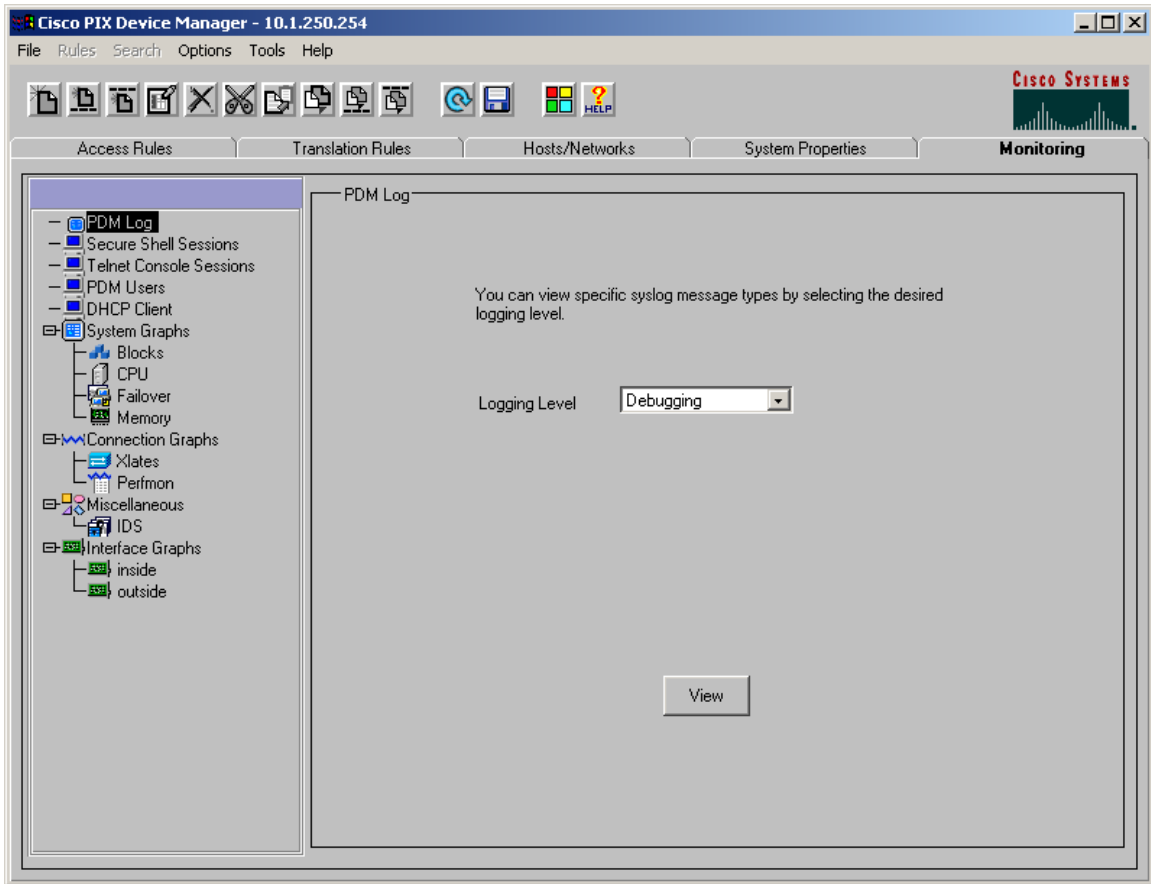 Cisco PIX Device Manager - 10.1.250.254
File Rules Search Options Tools Help
HELP
CISCO SYSTEMS
Access Rules Translation Rules Hosts/Networks System Properties Monitoring
PDM Log
Secure Shell Sessions
Telnet Console Sessions
PDM Users
DHCP Client
System Graphs
Blocks
CPU
Failover
Memory
Connection Graphs
Xlates
Perfmon
Miscellaneous
IDS
Interface Graphs
inside
outside
PDM Log
You can view specific syslog message types by selecting the desired
logging level.
Logging Level Debugging
View